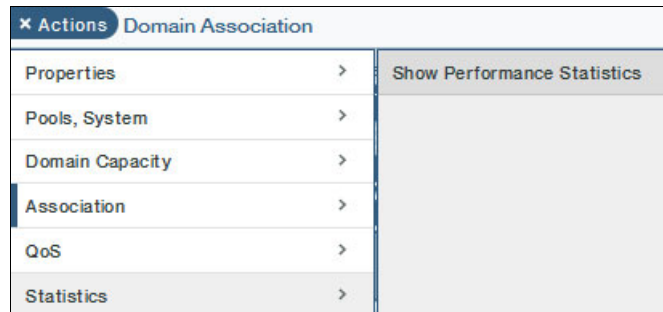 × Actions Domain Association
Properties > Show Performance Statistics
Pools, System >
Domain Capacity >
Association >
QoS >
Statistics >